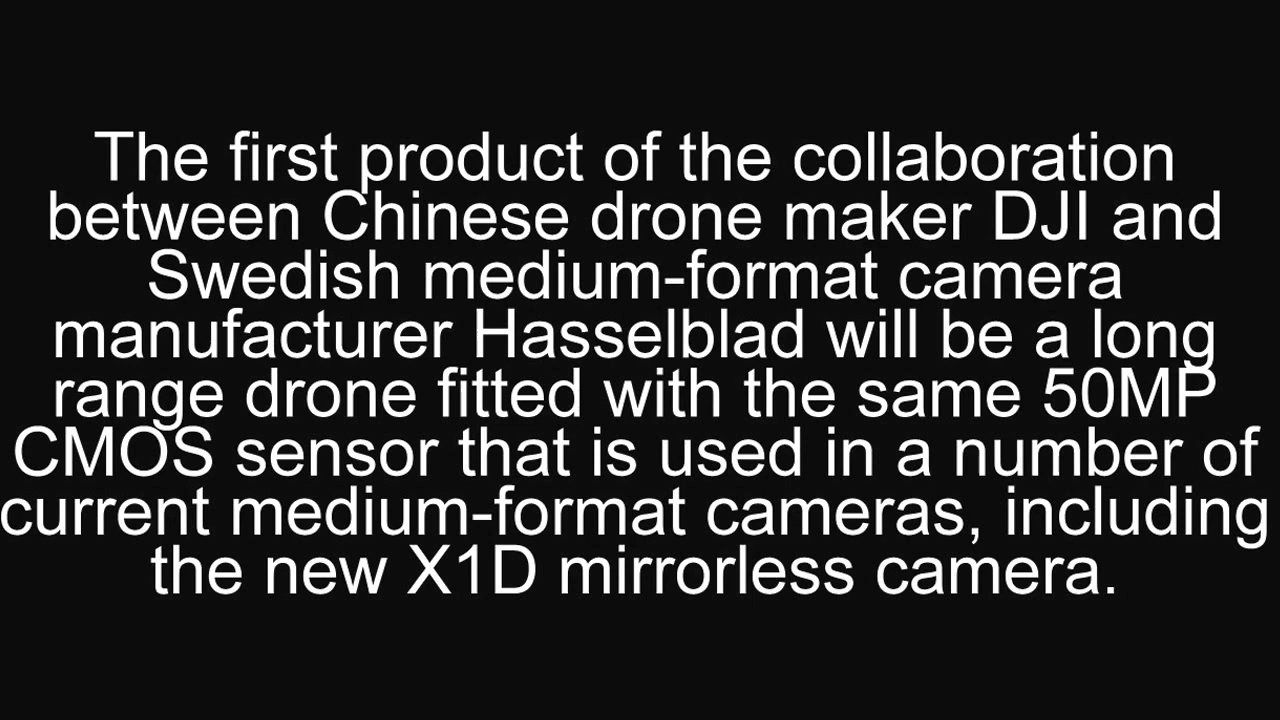 The first product of the collaboration
between Chinese drone maker DJI and
Swedish medium-format camera
manufacturer Hasselblad will be a long
range drone fitted with the same 50MP
CMOS sensor that is used in a number of
current medium-format cameras, including
the new X1D mirrorless camera.